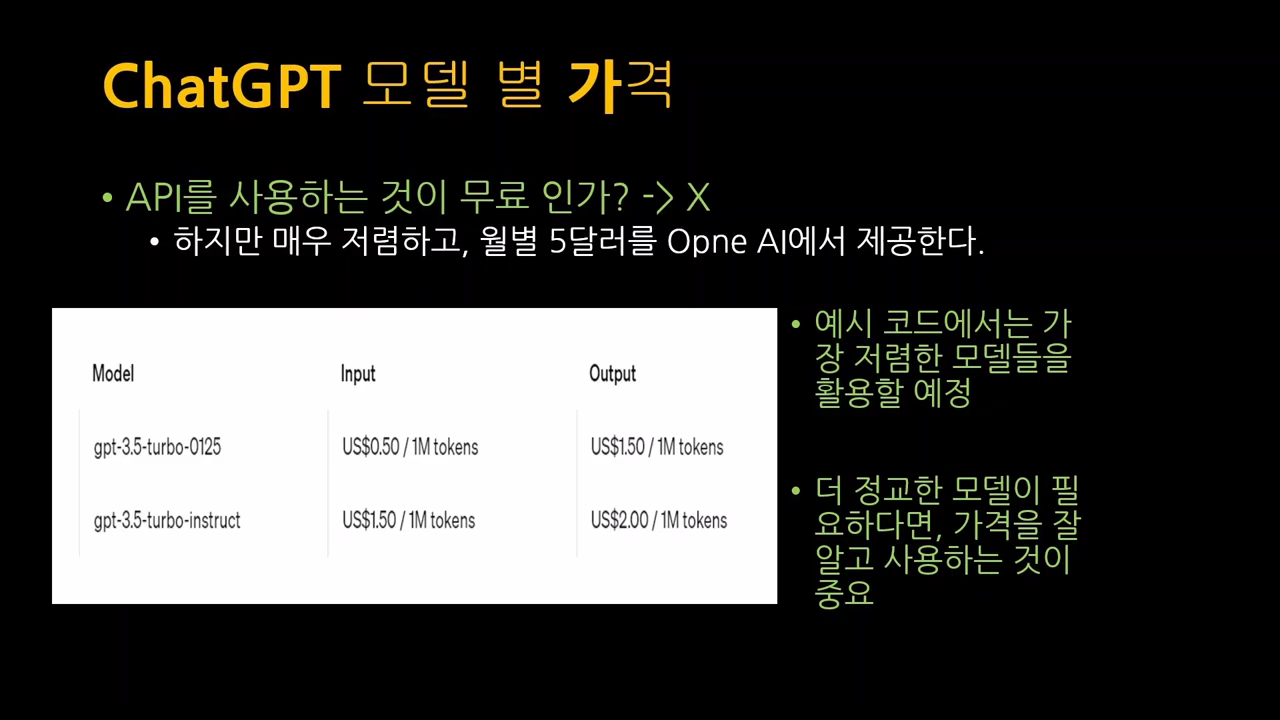 ChatGPT 모델 별 가격
• API를 사용하는 것이 무료 인가? -> X
• 하지만 매우 저렴하고, 월별 5달러를 Opne AI에서 제공한다.
Model Input Output
gpt-3.5-turbo-0125 US$0.50 / 1M tokens US$1.50 / 1M tokens
gpt-3.5-turbo-instruct US$1.50 / 1M tokens US$2.00 / 1M tokens
• 예시 코드에서는 가
장 저렴한 모델들을
활용할 예정
• 더 정교한 모델이 필
요하다면, 가격을 잘
알고 사용하는 것이
중요